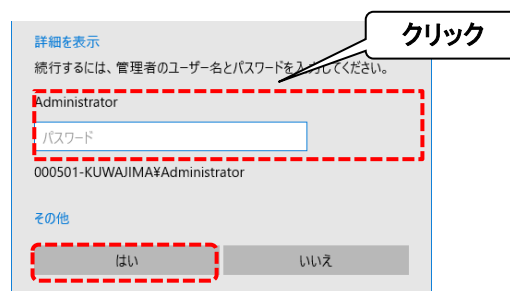 クリック
詳細を表示
続行するには、管理者のユーザー名とパスワードを入力してください。
Administrator
パスワード
000501-KUWAJIMA¥Administrator
その他
はい
いいえ